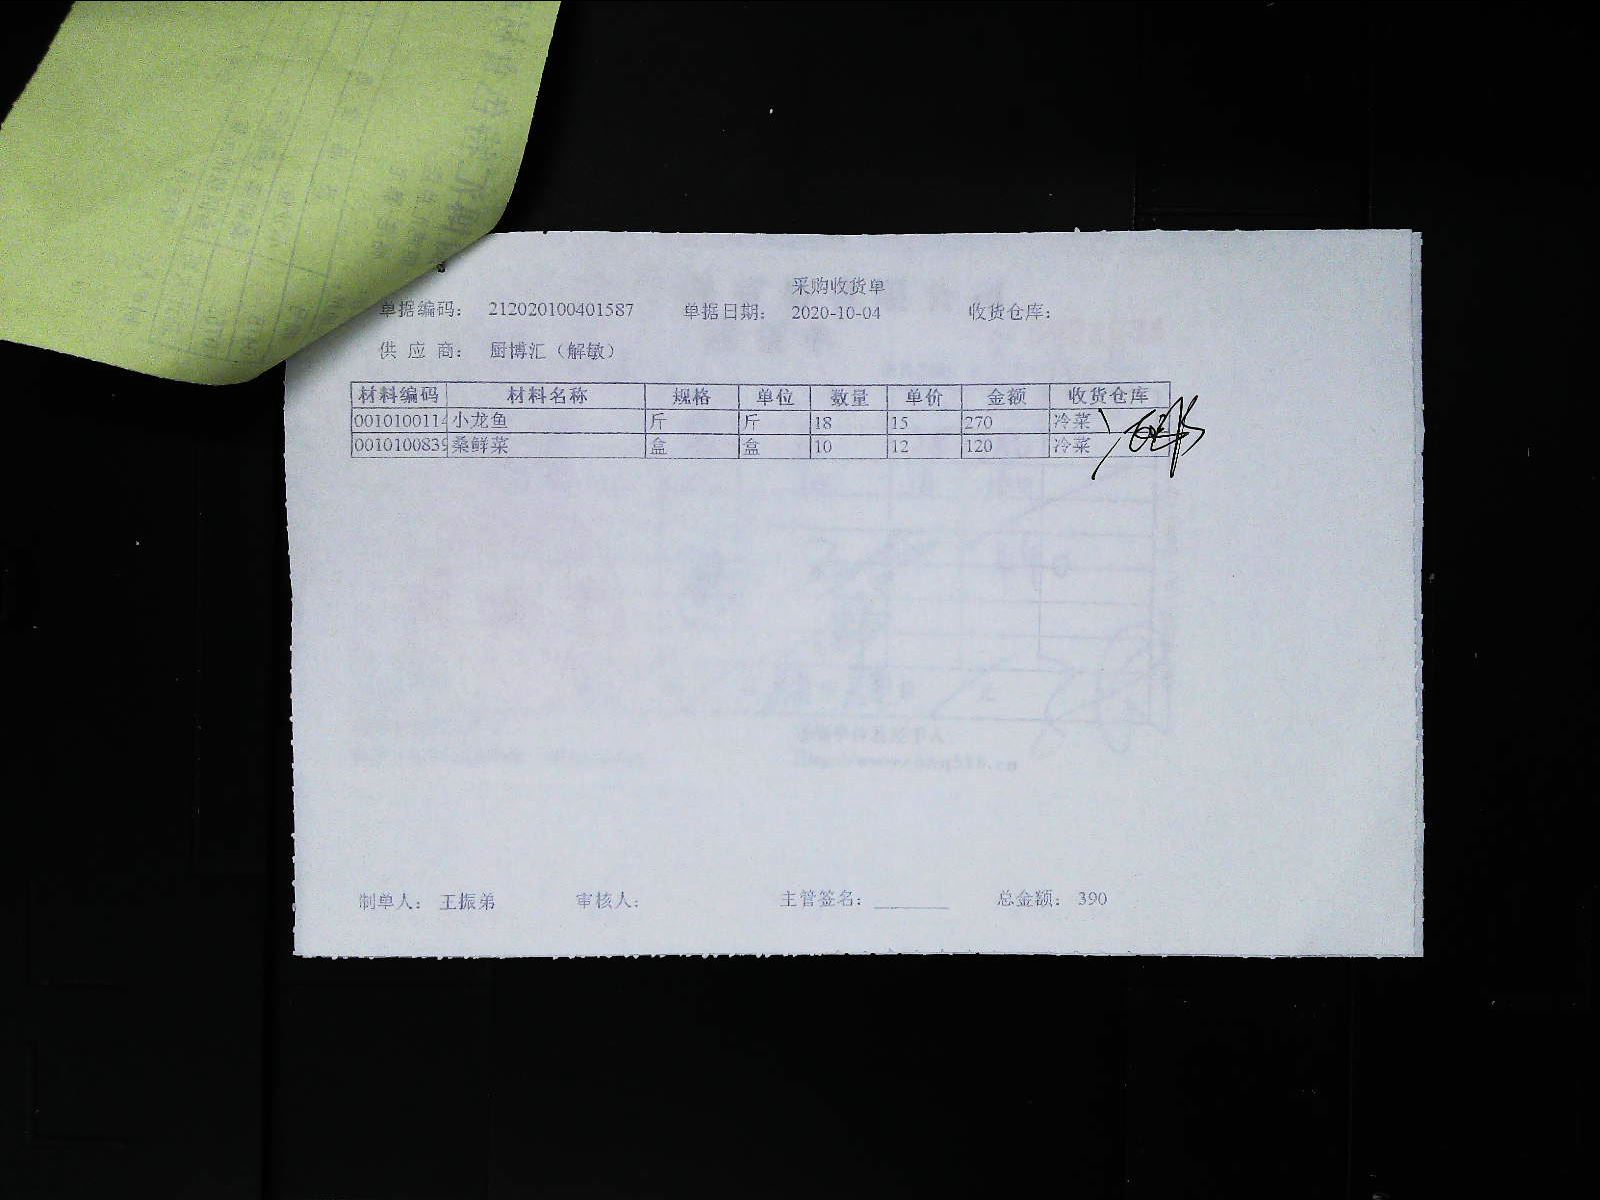 采购收货单
单据编码： 212020100401587 单据日期： 2020-10-04 收货仓库：
供 应 商： 厨博汇（解敏）
材料编码 材料名称 规格 单位 数量 单价 金额 收货仓库
0010100114 小龙鱼 斤 斤 18 15 270 冷菜
0010100839 桑鲜菜 盒 盒 10 12 120 冷菜
制单人： 王振弟 审核人： 主管签名： 总金额： 390